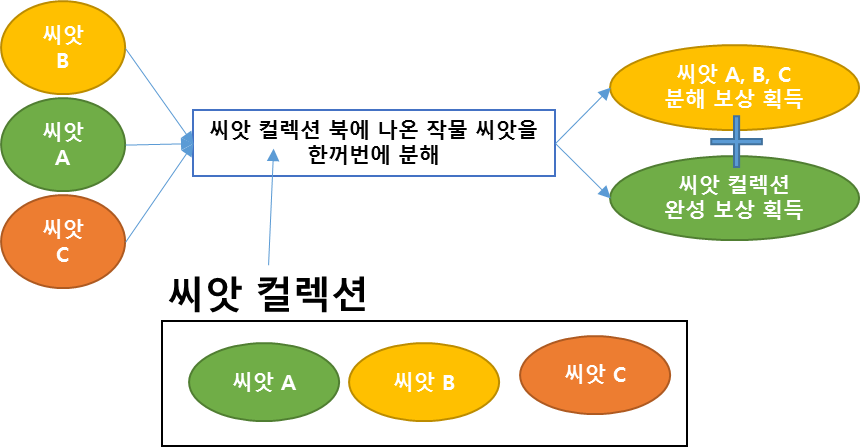 씨앗
B
씨앗
A
씨앗
C
씨앗 컬렉션 북에 나온 작물 씨앗을
한꺼번에 분해
씨앗 A, B, C
분해 보상 획득
씨앗 컬렉션
완성 보상 획득
씨앗 컬렉션
씨앗 A
씨앗 B
씨앗 C